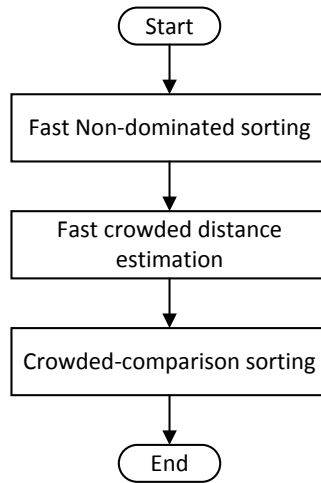 Start
Fast Non-dominated sorting
Fast crowded distance
estimation
Crowded-comparison sorting
End